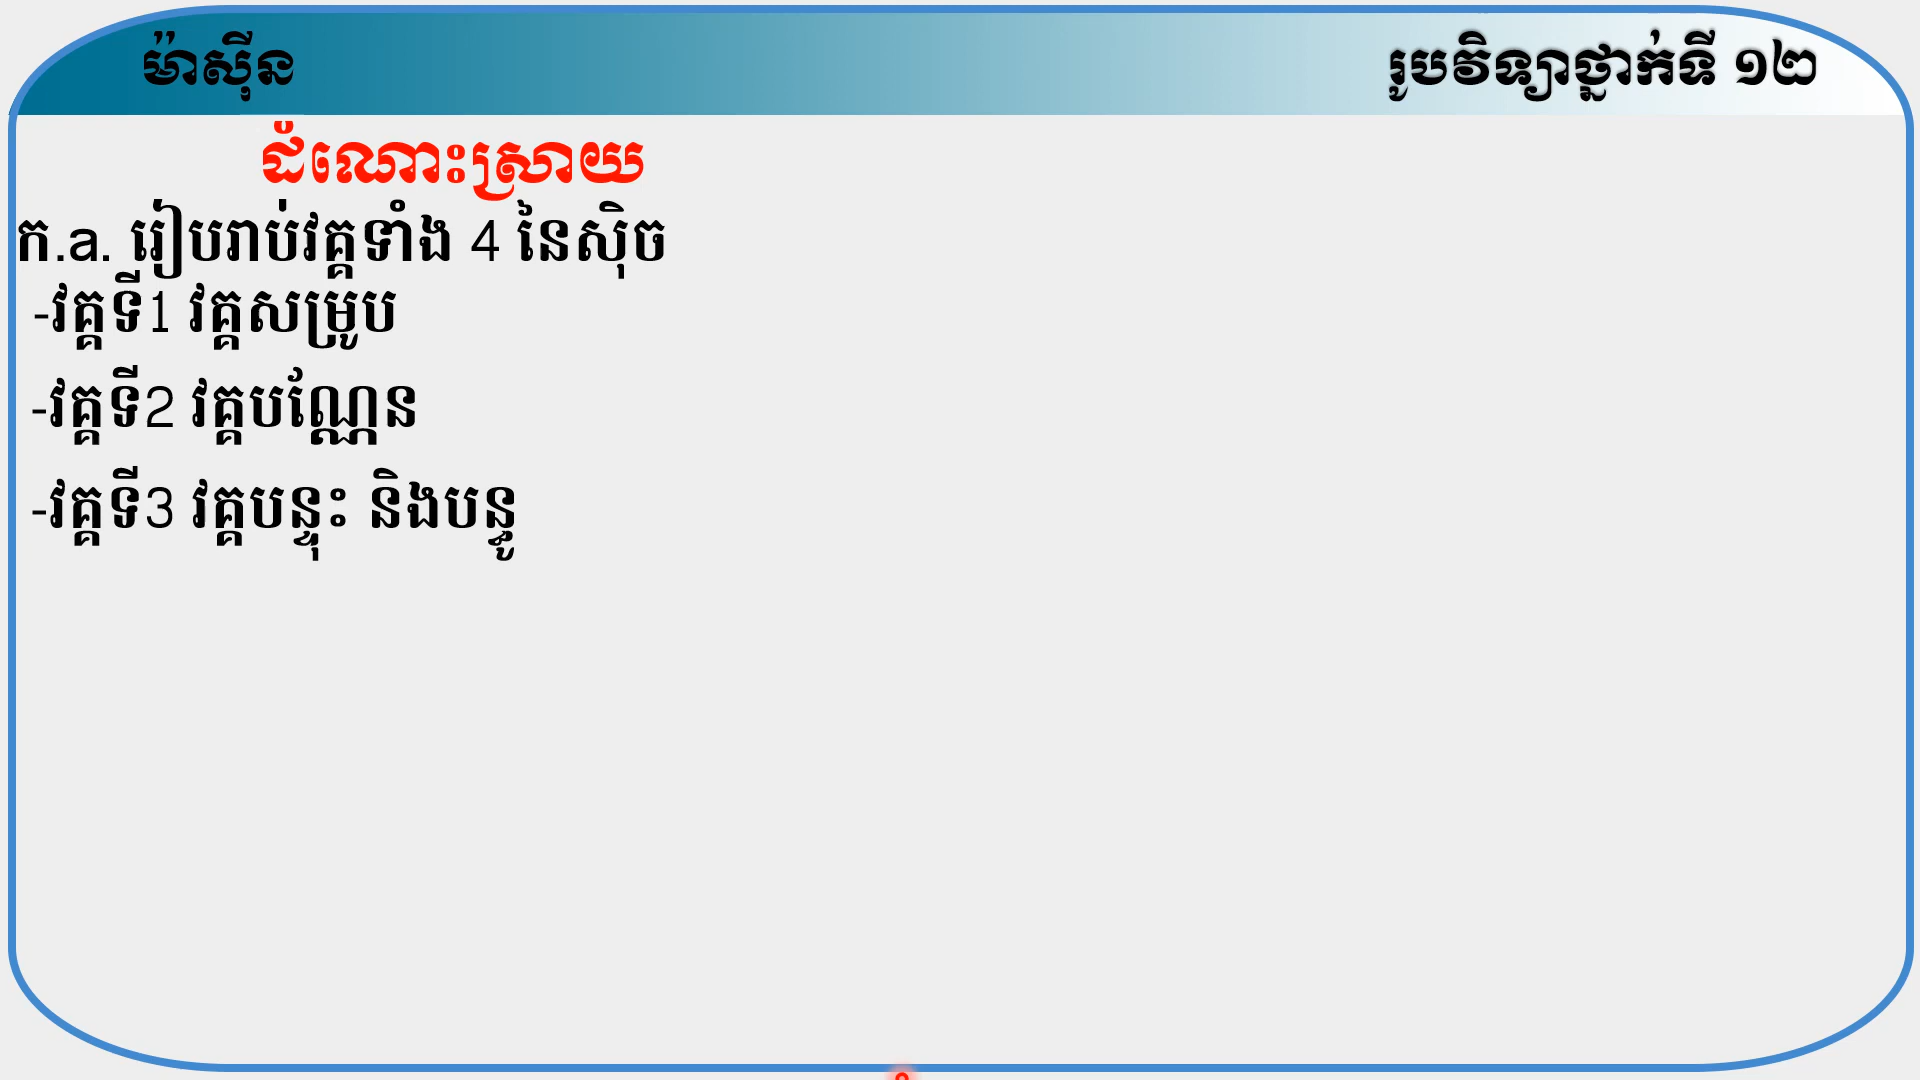 ម៉ាស៊ីន
រូបវិទ្យាថ្នាក់ទី ១២
ដំណោះស្រាយ
ក.a. រៀបរាប់វគ្គទាំង 4 នៃស៊ិច
-វគ្គទី1 វគ្គសម្រូប
-វគ្គទី2 វគ្គបណ្ណែន
-វគ្គទី3 វគ្គបន្ទុះ និងបន្ធូ